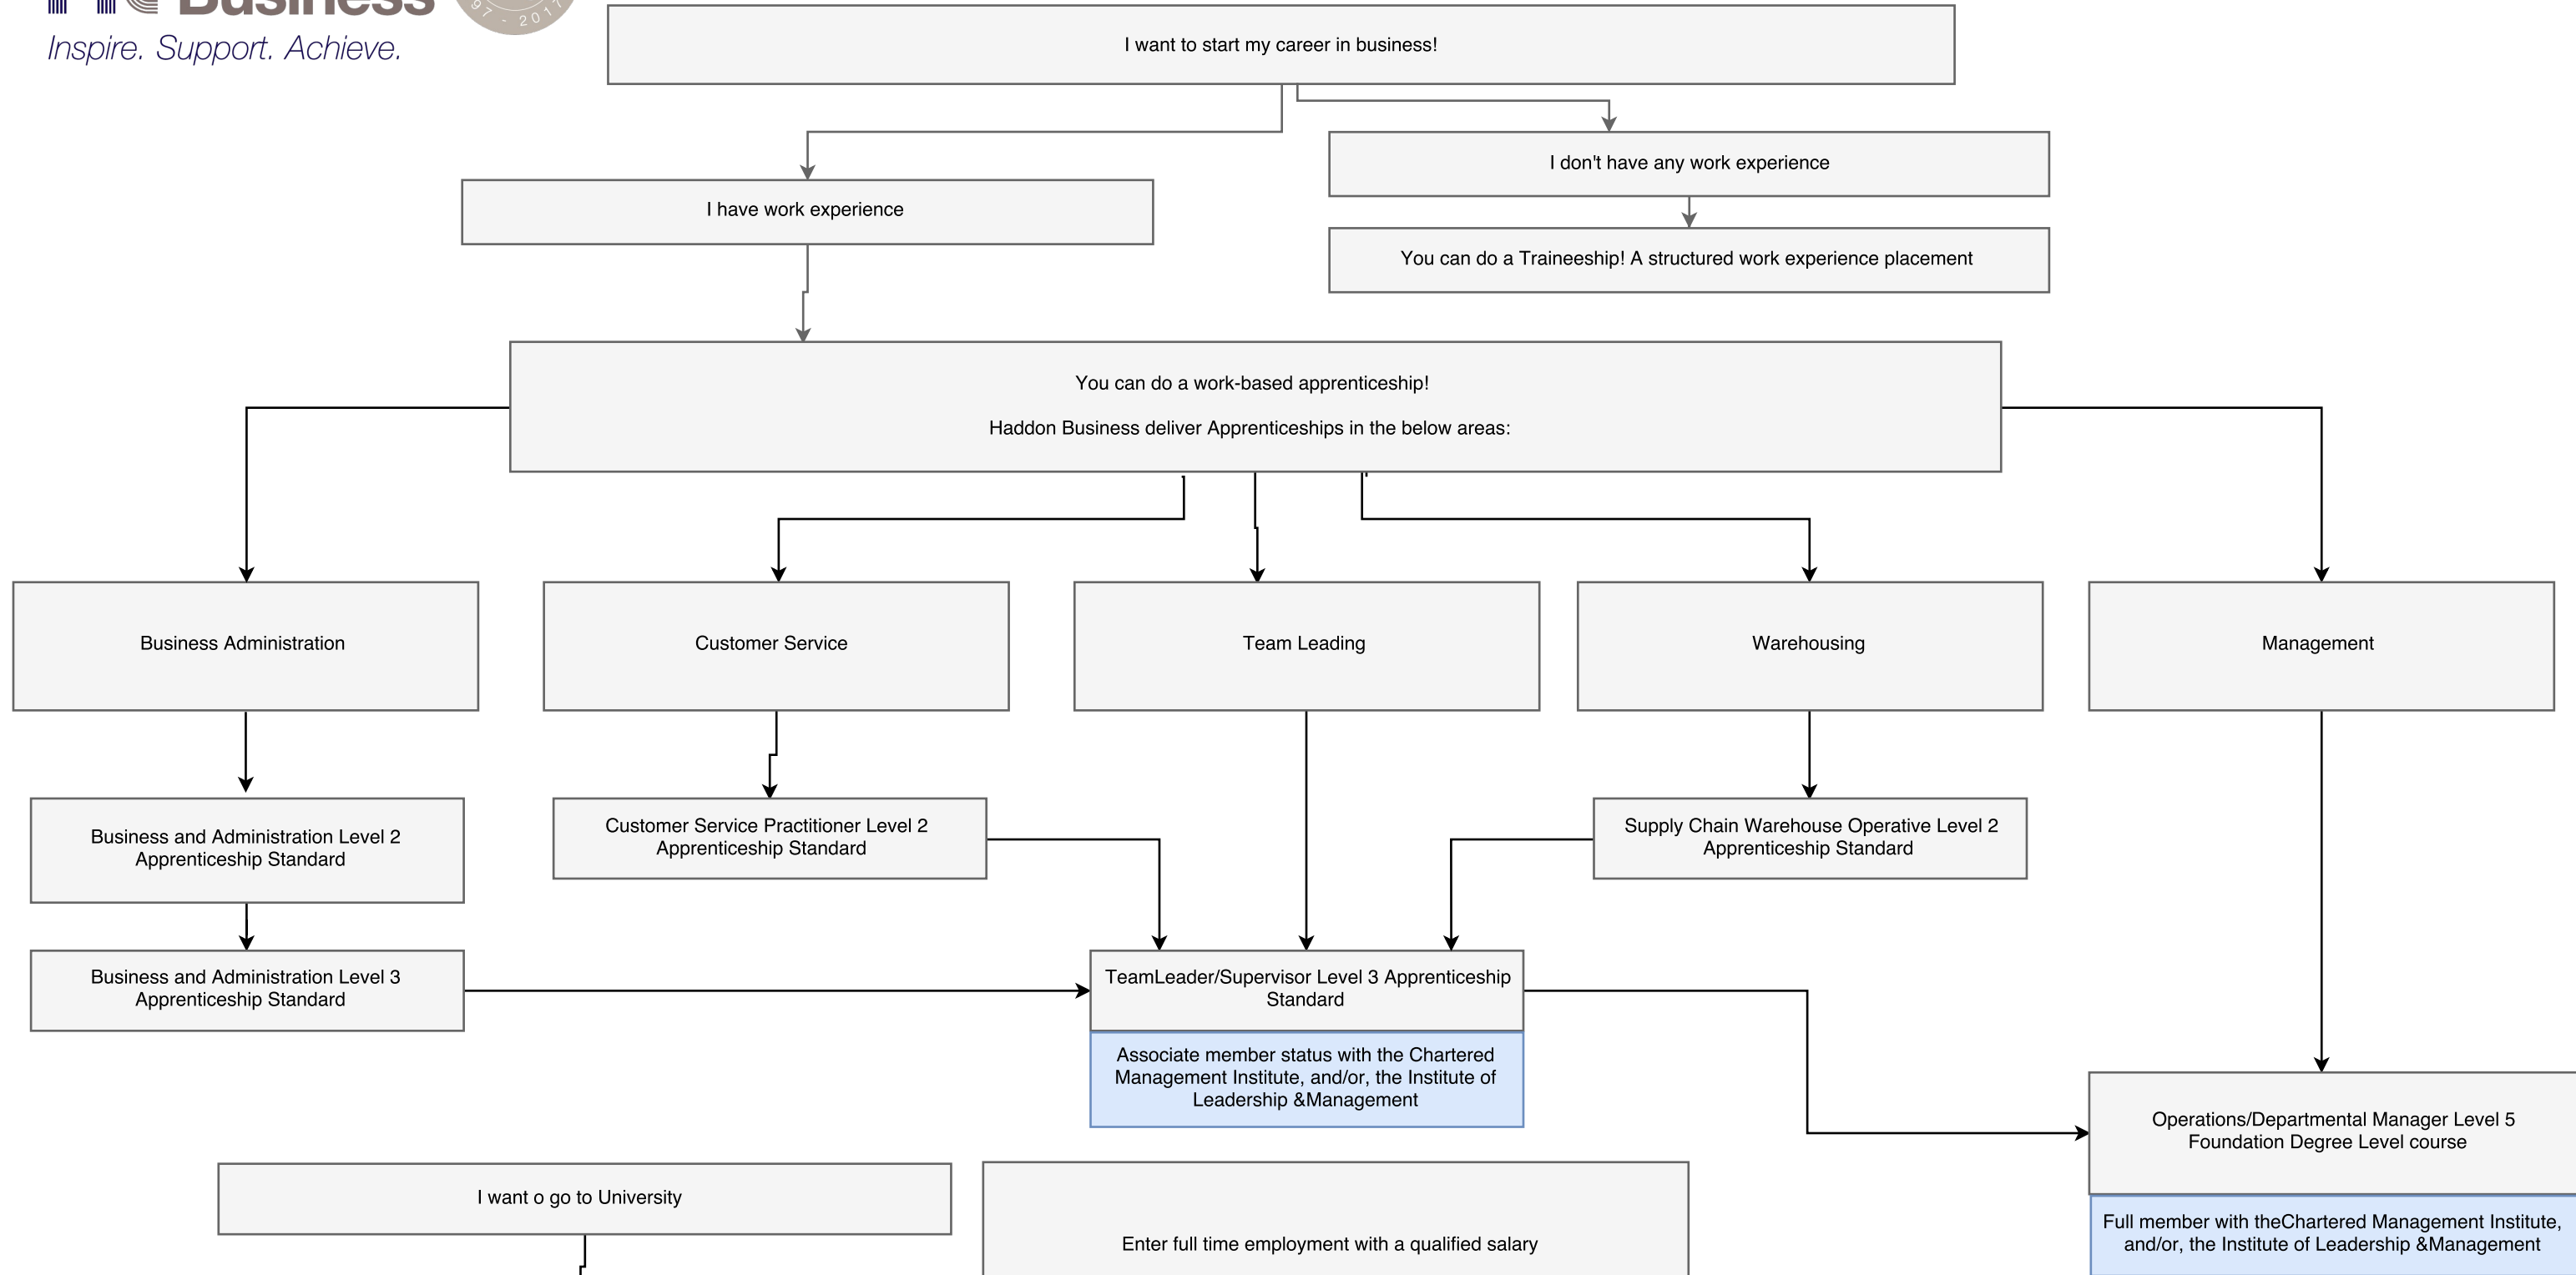 Business
97 - 2017
Inspire. Support. Achieve.
I want to start my career in business!
I don't have any work experience
I have work experience
You can do a Traineeship! A structured work experience placement
You can do a work-based apprenticeship!
Haddon Business deliver Apprenticeships in the below areas:
Business Administration
Customer Service
Team Leading
Warehousing
Management
Business and Administration Level 2
Apprenticeship Standard
Customer Service Practitioner Level 2
Apprenticeship Standard
Supply Chain Warehouse Operative Level 2
Apprenticeship Standard
Business and Administration Level 3
Apprenticeship Standard
TeamLeader/Supervisor Level 3 Apprenticeship
Standard
Associate member status with the Chartered
Management Institute, and/or, the Institute of
Leadership &Management
Operations/Departmental Manager Level 5
Foundation Degree Level course
Full member with theChartered Management Institute,
and/or, the Institute of Leadership &Management
I want o go to University
Enter full time employment with a qualified salary